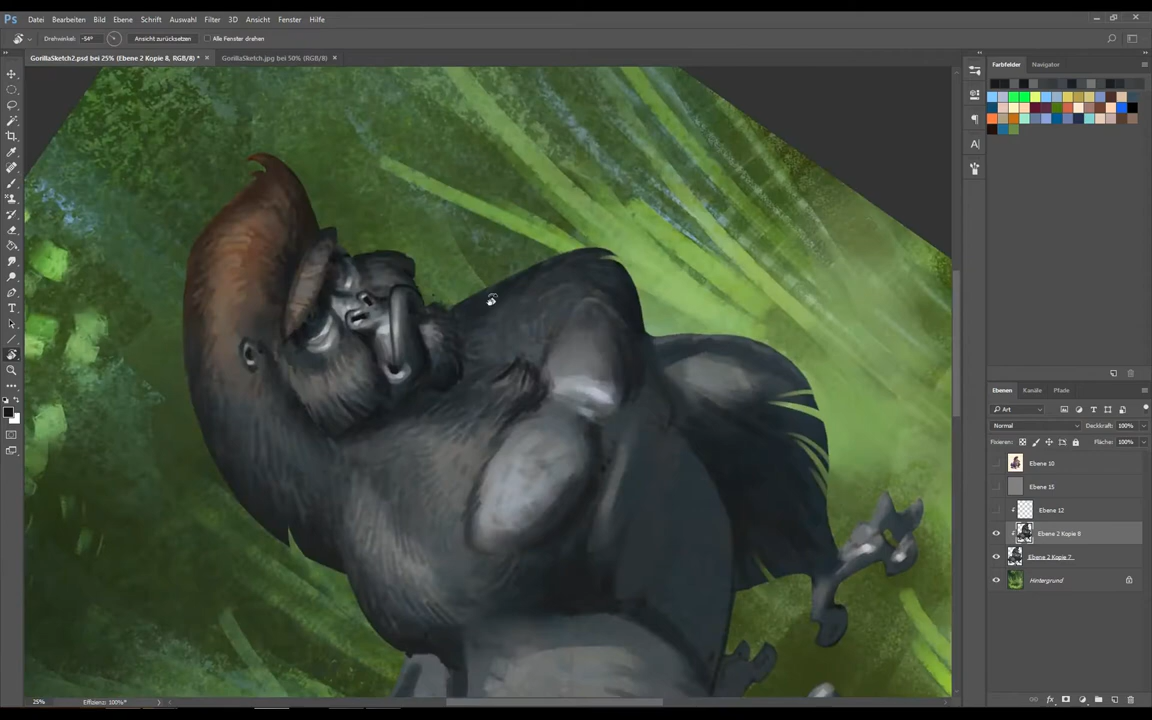 Ps Datei Bearbeiten Bild Ebene Schrift Auswahl Filter 3D Ansicht Fenster Hilfe
Drehwinkel: -54° Ansicht zurücksetzen Alle Fenster drehen
GorillaSketch2.psd bei 25% (Ebene 2 Kopie 8, RGB/8) * × GorillaSketch.jpg bei 50% (RGB/8) ×
Farbfelder Navigator
Ebenen Kanäle Pfade
Art
Normal Deckkraft: 100%
Fixieren: Fläche: 100%
Ebene 10
Ebene 15
Ebene 12
Ebene 2 Kopie 8
Ebene 2 Kopie 7
Hintergrund
25% Effizienz: 100%*